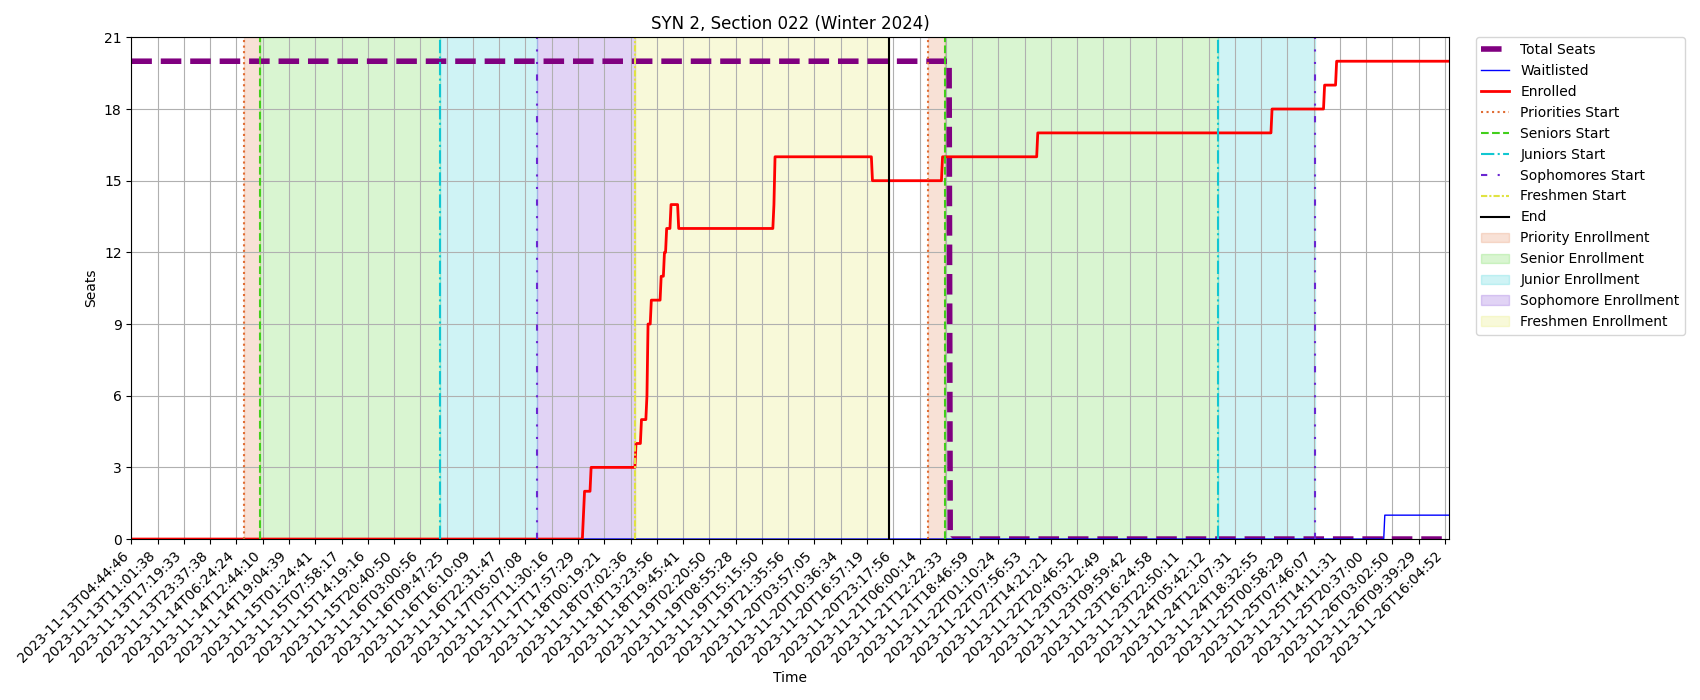 SYN 2, Section 022 (Winter 2024)
21
18
15
12
9
6
3
0
Seats
2023-11-13T04:44:46
2023-11-13T11:01:38
2023-11-13T17:19:33
2023-11-13T23:37:38
2023-11-14T06:24:24
2023-11-14T12:44:10
2023-11-14T19:04:39
2023-11-15T01:24:41
2023-11-15T07:58:17
2023-11-15T14:19:16
2023-11-15T20:40:50
2023-11-16T03:00:56
2023-11-16T09:47:25
2023-11-16T16:10:09
2023-11-16T22:31:47
2023-11-17T05:07:08
2023-11-17T11:30:16
2023-11-17T17:57:29
2023-11-18T00:19:21
2023-11-18T07:02:36
2023-11-18T13:23:56
2023-11-18T19:45:41
2023-11-19T02:20:50
2023-11-19T08:55:28
2023-11-19T15:15:50
2023-11-19T21:35:56
2023-11-20T03:57:05
2023-11-20T10:36:34
2023-11-20T16:57:19
2023-11-20T23:17:56
2023-11-21T06:00:14
2023-11-21T12:22:33
2023-11-21T18:46:59
2023-11-22T01:10:24
2023-11-22T07:56:53
2023-11-22T14:21:21
2023-11-22T20:46:52
2023-11-23T03:12:49
2023-11-23T09:59:42
2023-11-23T16:24:58
2023-11-23T22:50:11
2023-11-24T05:42:12
2023-11-24T12:07:31
2023-11-24T18:32:55
2023-11-25T00:58:29
2023-11-25T07:46:07
2023-11-25T14:11:31
2023-11-25T20:37:00
2023-11-26T03:02:50
2023-11-26T09:39:29
2023-11-26T16:04:52
Time
Total Seats
Waitlisted
Enrolled
Priorities Start
Seniors Start
Juniors Start
Sophomores Start
Freshmen Start
End
Priority Enrollment
Senior Enrollment
Junior Enrollment
Sophomore Enrollment
Freshmen Enrollment